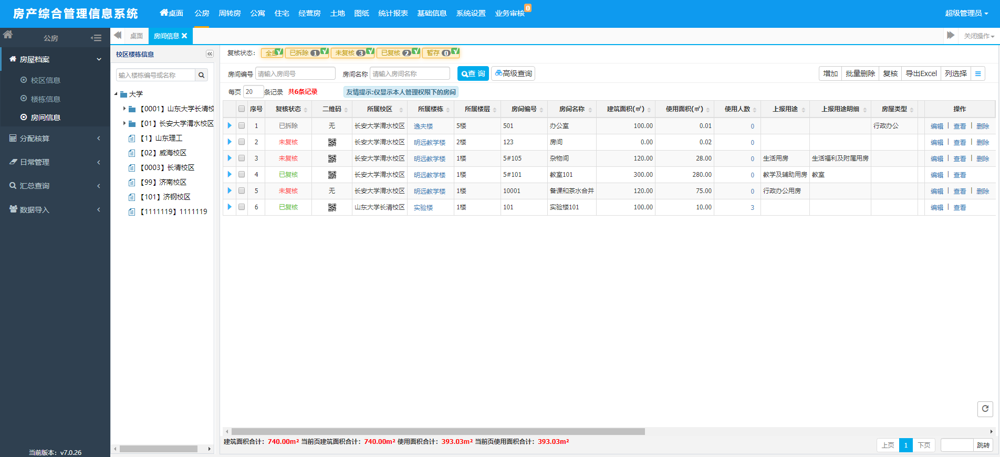 房产综合管理信息系统 桌面 公房 周转房 公寓 住宅 经营房 土地 图纸 统计报表 基础信息 系统设置 业务审核 0 超级管理员
公房 桌面 房间信息 关闭操作
房屋档案
校区信息
楼栋信息
房间信息
分配核算
日常管理
汇总查询
数据导入
当前版本：v7.0.26
校区楼栋信息
输入楼栋编号或名称
大学
【0001】山东大学长清校
【01】长安大学渭水校区
【1】山东理工
【02】威海校区
【0003】长清校区
【99】济南校区
【101】济钢校区
【1111119】1111119
复核状态： 全部 已拆除 1 未复核 3 已复核 2 暂存 0
房间编号 请输入房间号 房间名称 请输入房间名称 查 询 高级查询 增加 批量删除 复核 导出Excel 列选择
每页 20 条记录 共6条记录 友情提示:仅显示本人管理权限下的房间
序号 复核状态 二维码 所属校区 所属楼栋 所属楼层 房间编号 房间名称 建筑面积(㎡) 使用面积(㎡) 使用人数 上报用途 上报用途明细 房屋类型 操作
1 已拆除 无 长安大学渭水校区 逸夫楼 5楼 501 办公室 100.00 0.01 0 行政办公 编辑 | 查看 | 删除
2 未复核 长安大学渭水校区 明远教学楼 2楼 123 房间 0.00 0.02 0 编辑 | 查看 | 删除
3 未复核 长安大学渭水校区 明远教学楼 1楼 5#105 杂物间 120.00 28.00 0 生活用房 生活福利及附属用房 编辑 | 查看 | 删除
4 已复核 长安大学渭水校区 明远教学楼 1楼 5#101 教室101 300.00 280.00 0 教学及辅助用房 教室 编辑 | 查看
5 未复核 无 长安大学渭水校区 明远教学楼 1楼 10001 备课和茶水合并 120.00 75.00 0 行政办公用房 编辑 | 查看 | 删除
6 已复核 山东大学长清校区 实验楼 1楼 101 实验楼101 100.00 10.00 3 编辑 | 查看
建筑面积合计：740.00m² 当前页建筑面积合计：740.00m² 使用面积合计：393.03m² 当前页使用面积合计：393.03m²
上页 1 下页 跳转